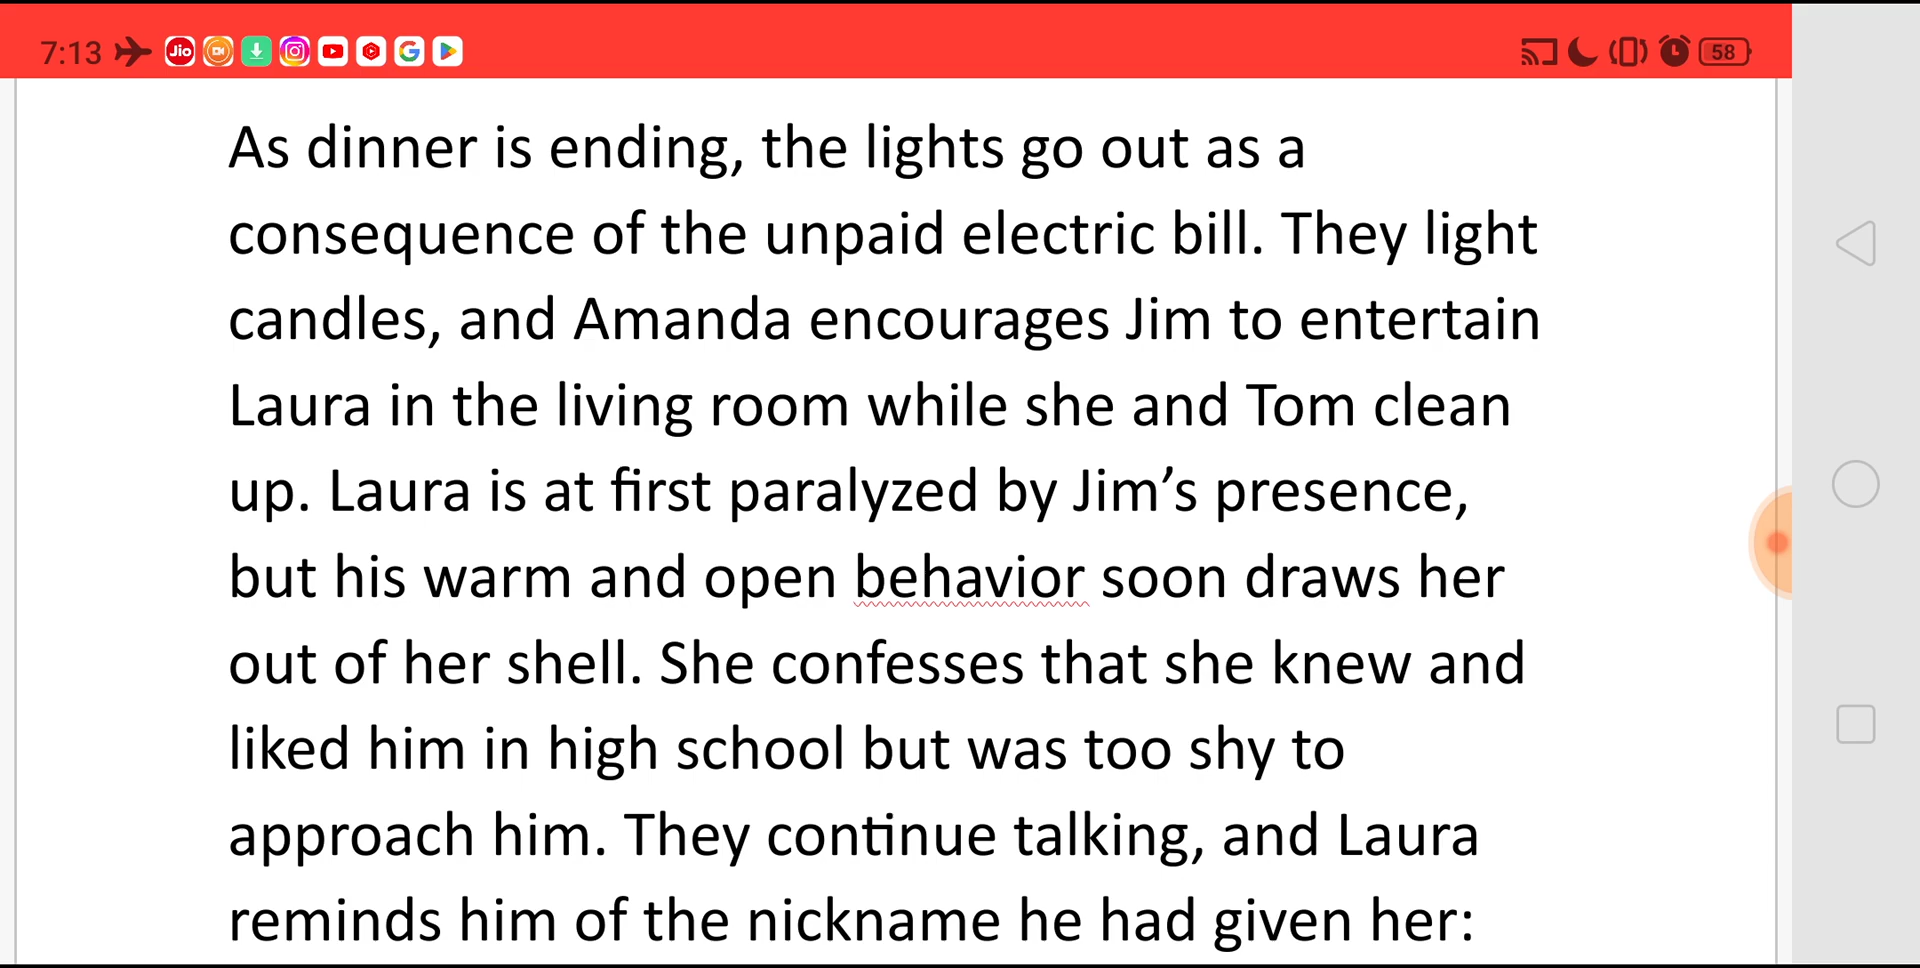 7:13
Jio
58
As dinner is ending, the lights go out as a
consequence of the unpaid electric bill. They light
candles, and Amanda encourages Jim to entertain
Laura in the living room while she and Tom clean
up. Laura is at first paralyzed by Jim’s presence,
but his warm and open behavior soon draws her
out of her shell. She confesses that she knew and
liked him in high school but was too shy to
approach him. They continue talking, and Laura
reminds him of the nickname he had given her: